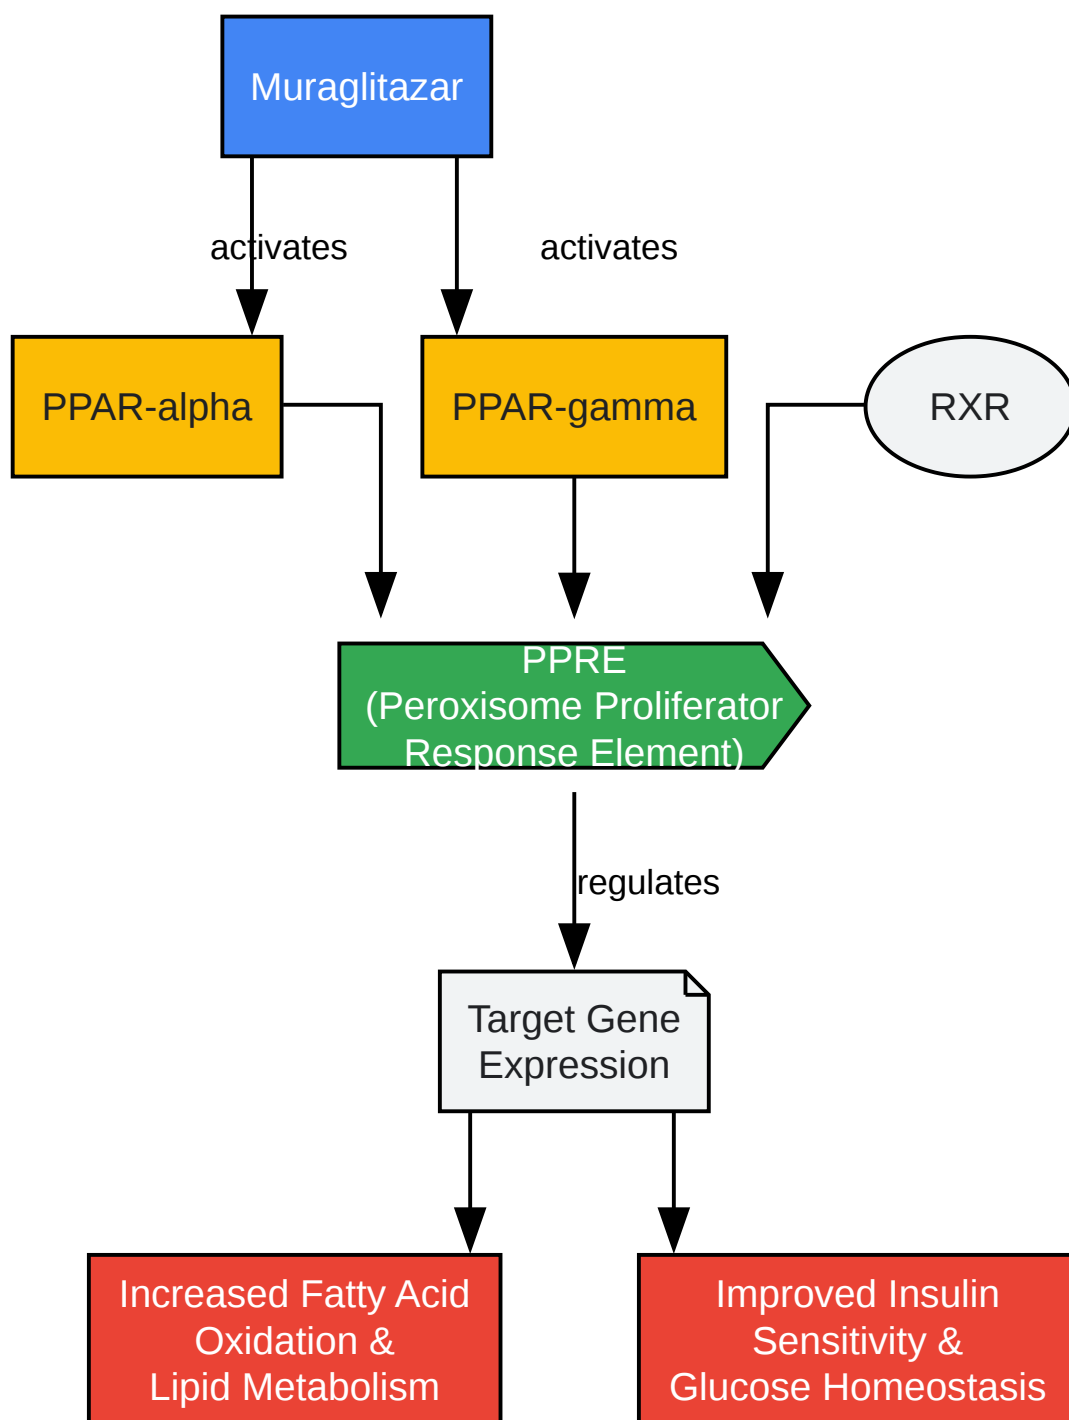 Muraglitazar
activates
activates
PPAR-alpha
PPAR-gamma
RXR
PPRE
(Peroxisome Proliferator
Response Element)
regulates
Target Gene
Expression
Increased Fatty Acid
Oxidation &
Lipid Metabolism
Improved Insulin
Sensitivity &
Glucose Homeostasis